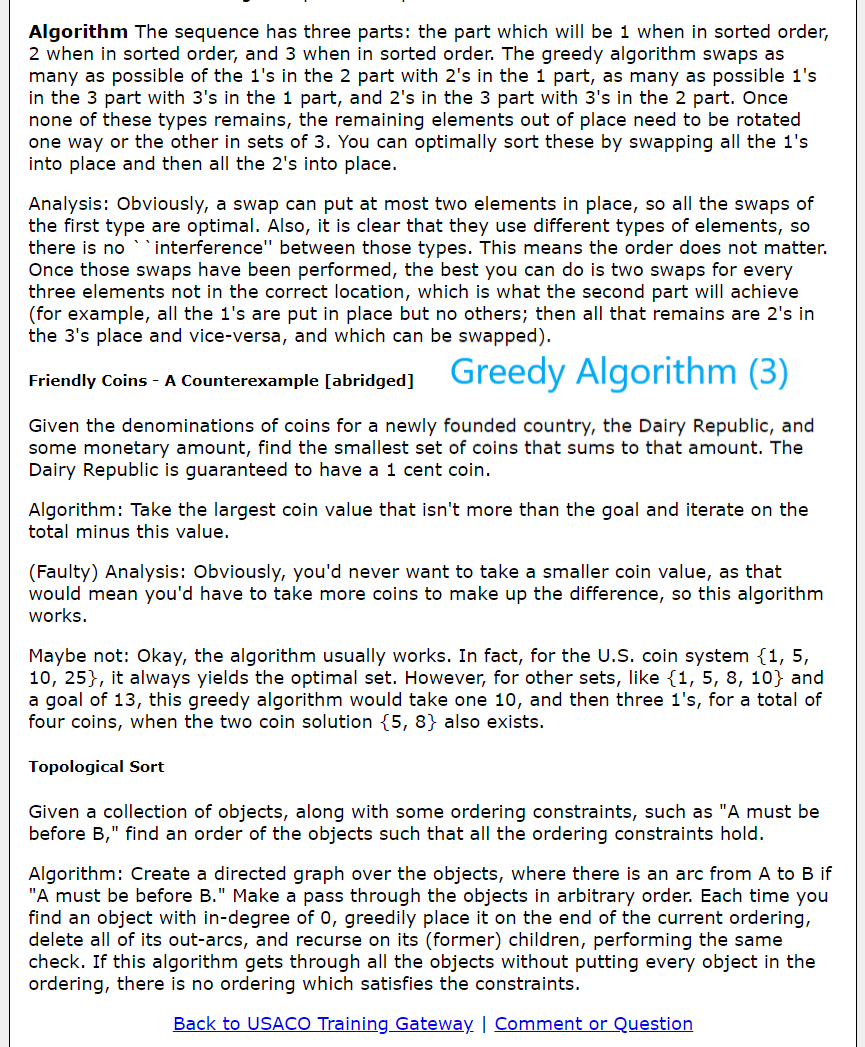 Algorithm The sequence has three parts: the part which will be 1 when in sorted order,
2 when in sorted order, and 3 when in sorted order. The greedy algorithm swaps as
many as possible of the 1's in the 2 part with 2's in the 1 part, as many as possible 1's
in the 3 part with 3's in the 1 part, and 2's in the 3 part with 3's in the 2 part. Once
none of these types remains, the remaining elements out of place need to be rotated
one way or the other in sets of 3. You can optimally sort these by swapping all the 1's
into place and then all the 2's into place.
Analysis: Obviously, a swap can put at most two elements in place, so all the swaps of
the first type are optimal. Also, it is clear that they use different types of elements, so
there is no ``interference'' between those types. This means the order does not matter.
Once those swaps have been performed, the best you can do is two swaps for every
three elements not in the correct location, which is what the second part will achieve
(for example, all the 1's are put in place but no others; then all that remains are 2's in
the 3's place and vice-versa, and which can be swapped).
Friendly Coins - A Counterexample [abridged] Greedy Algorithm (3)
Given the denominations of coins for a newly founded country, the Dairy Republic, and
some monetary amount, find the smallest set of coins that sums to that amount. The
Dairy Republic is guaranteed to have a 1 cent coin.
Algorithm: Take the largest coin value that isn't more than the goal and iterate on the
total minus this value.
(Faulty) Analysis: Obviously, you'd never want to take a smaller coin value, as that
would mean you'd have to take more coins to make up the difference, so this algorithm
works.
Maybe not: Okay, the algorithm usually works. In fact, for the U.S. coin system {1, 5,
10, 25}, it always yields the optimal set. However, for other sets, like {1, 5, 8, 10} and
a goal of 13, this greedy algorithm would take one 10, and then three 1's, for a total of
four coins, when the two coin solution {5, 8} also exists.
Topological Sort
Given a collection of objects, along with some ordering constraints, such as "A must be
before B," find an order of the objects such that all the ordering constraints hold.
Algorithm: Create a directed graph over the objects, where there is an arc from A to B if
"A must be before B." Make a pass through the objects in arbitrary order. Each time you
find an object with in-degree of 0, greedily place it on the end of the current ordering,
delete all of its out-arcs, and recurse on its (former) children, performing the same
check. If this algorithm gets through all the objects without putting every object in the
ordering, there is no ordering which satisfies the constraints.
Back to USACO Training Gateway | Comment or Question